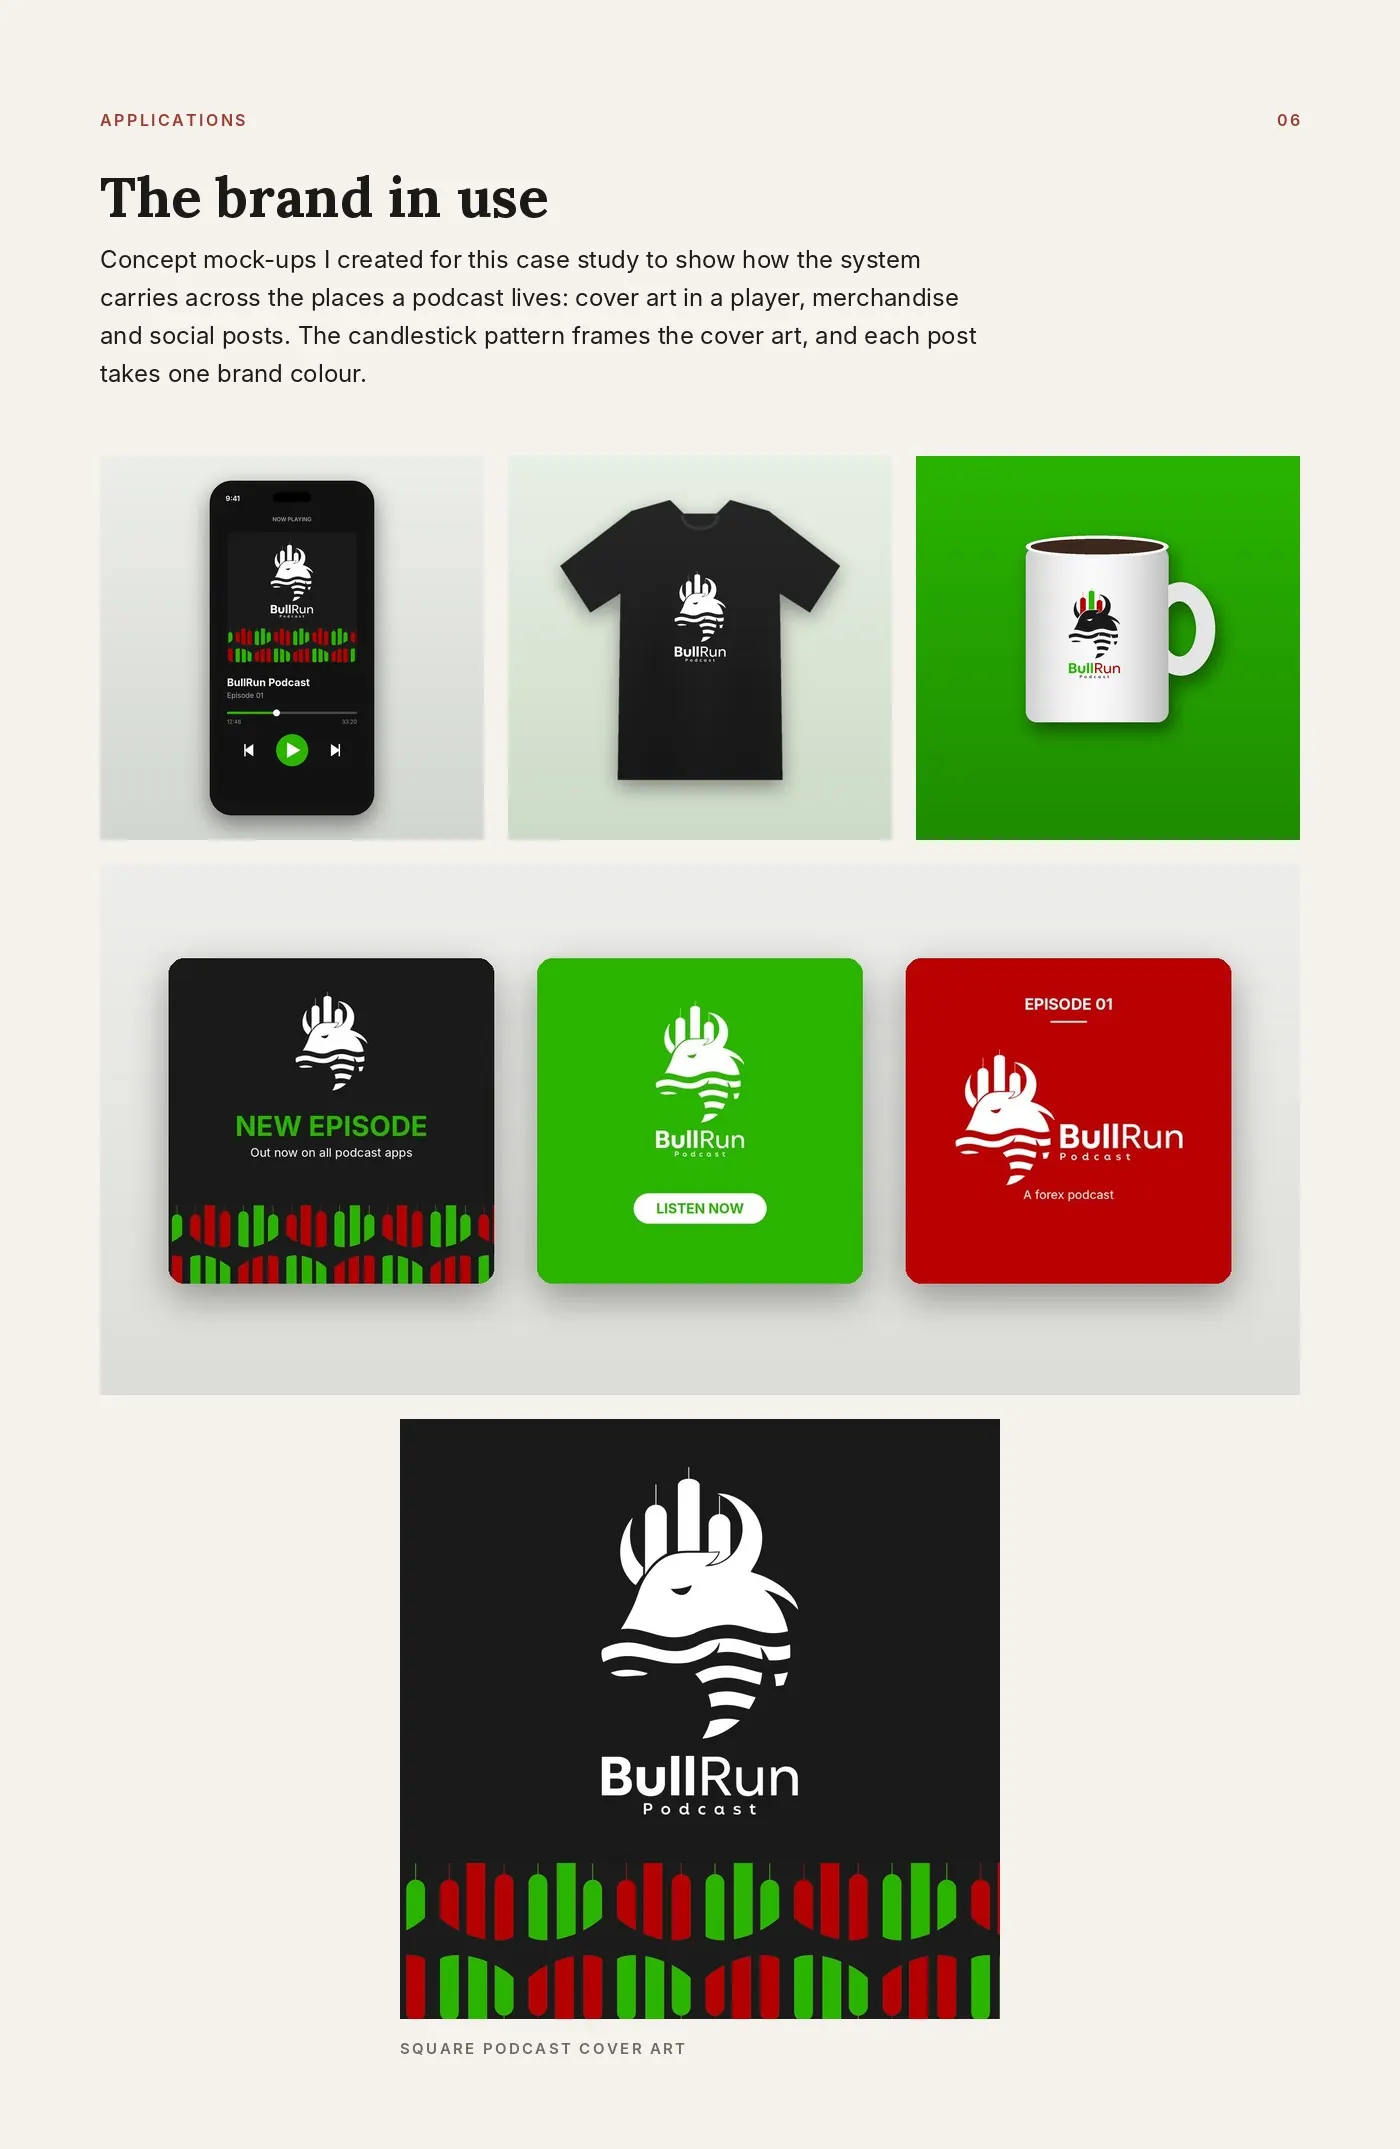 APPLICATIONS
06
The brand in use
Concept mock-ups I created for this case study to show how the system
carries across the places a podcast lives: cover art in a player, merchandise
and social posts. The candlestick pattern frames the cover art, and each post
takes one brand colour.
9:41
NOW PLAYING
BullRun
Podcast
BullRun Podcast
Episode 01
12:48
33:20
BullRun
Podcast
BullRun
Podcast
NEW EPISODE
Out now on all podcast apps
BullRun
Podcast
LISTEN NOW
EPISODE 01
BullRun
Podcast
A forex podcast
BullRun
Podcast
SQUARE PODCAST COVER ART